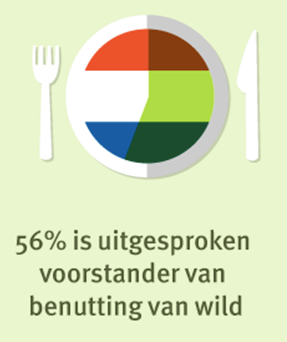 56% is uitgesproken
voorstander van
benutting van wild